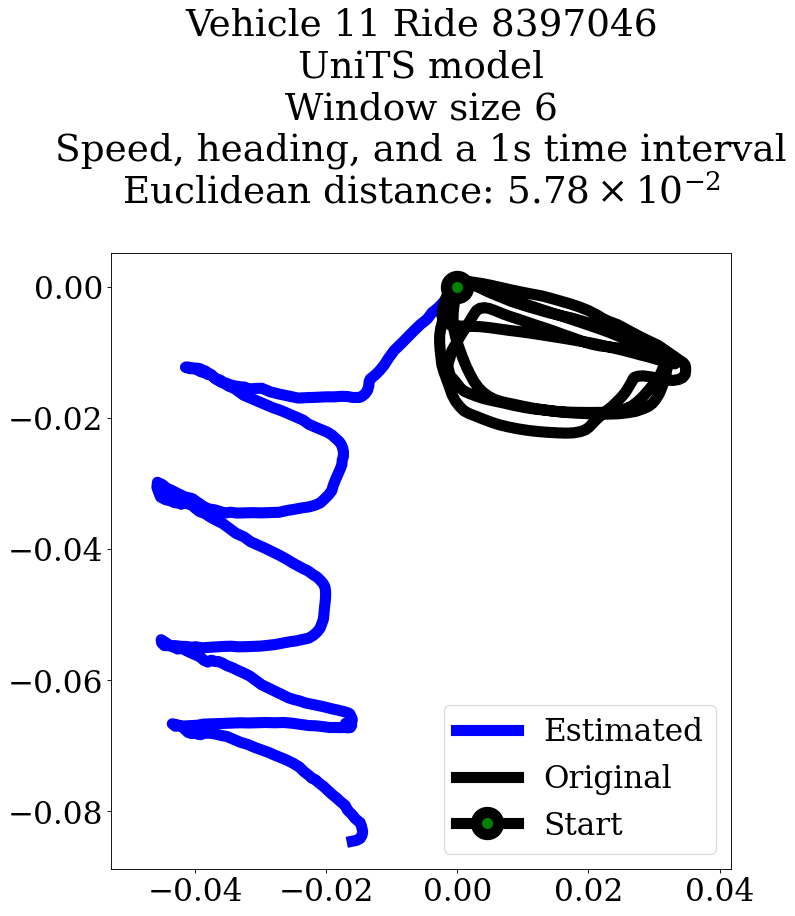 Vehicle 11 Ride 8397046
UniTS model
Window size 6
Speed, heading, and a 1s time interval
Euclidean distance: 5.78 × 10⁻²
0.00
−0.02
−0.04
−0.06
−0.08
Estimated
Original
Start
−0.04 −0.02 0.00 0.02 0.04